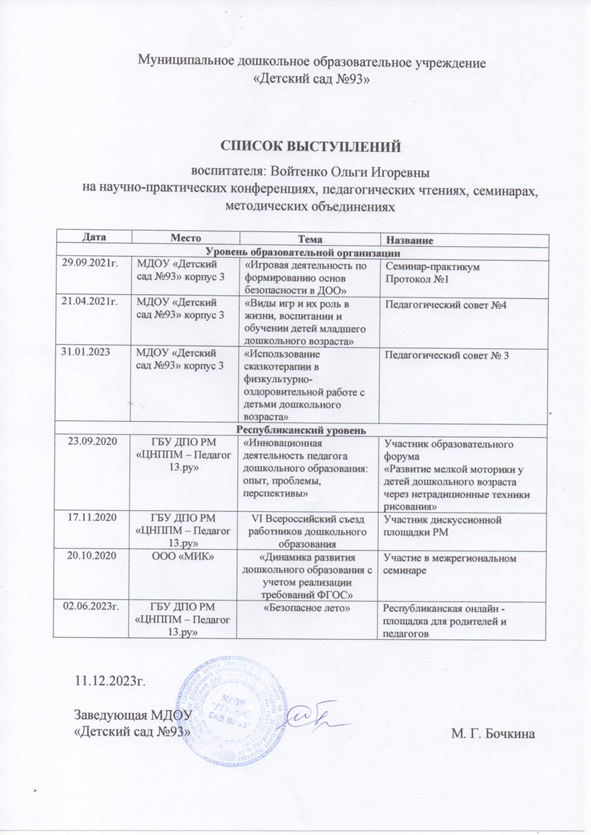 Муниципальное дошкольное образовательное учреждение
«Детский сад №93»
СПИСОК ВЫСТУПЛЕНИЙ
воспитателя: Войтенко Ольги Игоревны
на научно-практических конференциях, педагогических чтениях, семинарах,
методических объединениях
Дата Место Тема Название
Уровень образовательной организации
29.09.2021г. МДОУ «Детский «Игровая деятельность по Семинар-практикум
сад №93» корпус 3 формированию основ Протокол №1
безопасности в ДОО»
21.04.2021г. МДОУ «Детский «Виды игр и их роль в Педагогический совет №4
сад №93» корпус 3 жизни, воспитании и
обучении детей младшего
дошкольного возраста»
31.01.2023 МДОУ «Детский «Использование Педагогический совет № 3
сад №93» корпус 3 сказкотерапии в
физкультурно-
оздоровительной работе с
детьми дошкольного
возраста»
Республиканский уровень
23.09.2020 ГБУ ДПО РМ «Инновационная Участник образовательного
«ЦНППМ – Педагог деятельность педагога форума
13.ру» дошкольного образования: «Развитие мелкой моторики у
опыт, проблемы, детей дошкольного возраста
перспективы» через нетрадиционные техники
рисования»
17.11.2020 ГБУ ДПО РМ VI Всероссийский съезд Участник дискуссионной
«ЦНППМ – Педагог работников дошкольного площадки РМ
13.ру» образования
20.10.2020 ООО «МИК» «Динамика развития Участие в межрегиональном
дошкольного образования с семинаре
учетом реализации
требований ФГОС»
02.06.2023г. ГБУ ДПО РМ «Безопасное лето» Республиканская онлайн -
«ЦНППМ – Педагог площадка для родителей и
13.ру» педагогов
11.12.2023г.
Заведующая МДОУ
«Детский сад №93» М. Г. Бочкина
МДОУ
"ДЕТСКИЙ
САД №93"